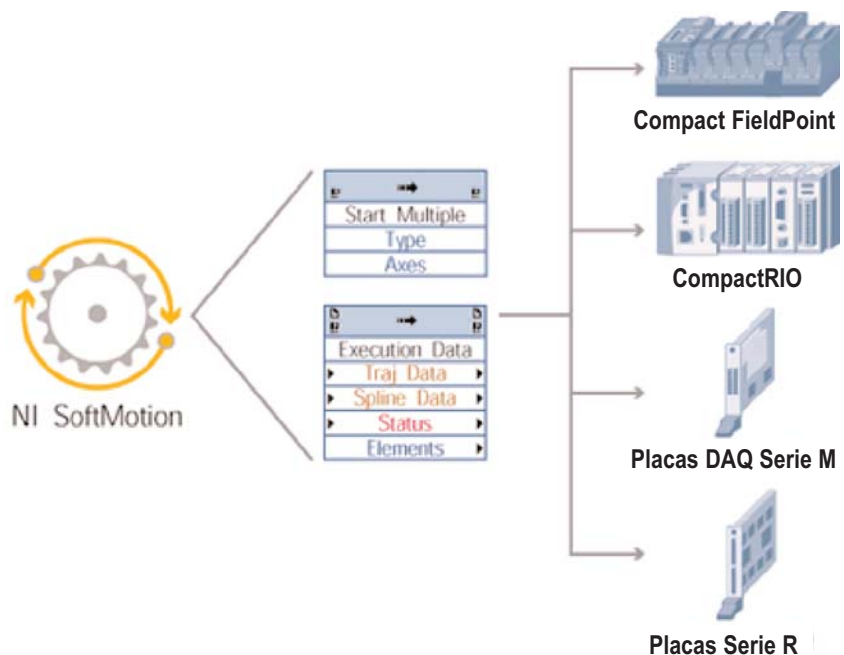 NI SoftMotion
Start Multiple
Type
Axes
Execution Data
Traj Data
Spline Data
Status
Elements
Compact FieldPoint
CompactRIO
Placas DAQ Serie M
Placas Serie R